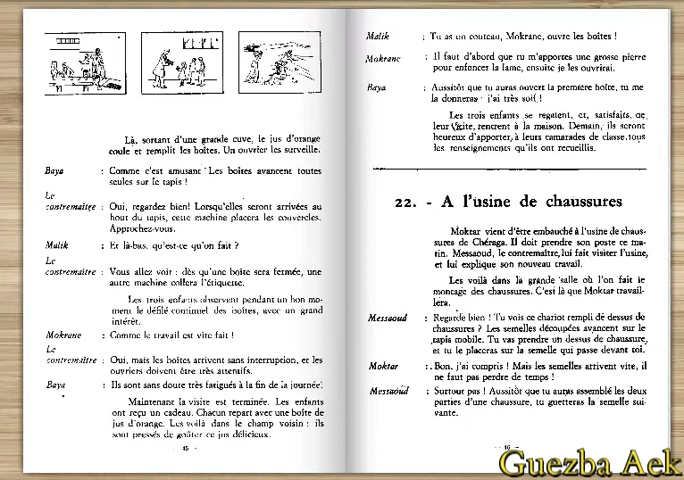 Là, sortant d'une grande cuve, le jus d'orange
coule et remplit les boîtes. Un ouvrier les surveille.
Baya : Comme c'est amusant ! Les boîtes avancent toutes
seules sur le tapis !
Le
contremaître : Oui, regardez bien! Lorsqu'elles seront arrivées au
bout du tapis, cette machine placera les couvercles.
Approchez-vous.
Malik : Et là-bas, qu'est-ce qu'on fait ?
Le
contremaître : Vous allez voir : dès qu'une boîte sera fermée, une
autre machine collera l'étiquette.
Les trois enfants observent pendant un bon mo-
ment le défilé continuel des boîtes, avec un grand
intérêt.
Mokrane : Comme le travail est vite fait !
Le
contremaître : Oui, mais les boîtes arrivent sans interruption, et les
ouvriers doivent être très attentifs.
Baya : Ils sont sans doute très fatigués à la fin de la journée!
Maintenant la visite est terminée. Les enfants
ont reçu un cadeau. Chacun repart avec une boîte de
jus d'orange. Les voilà dans le champ voisin : ils
sont pressés de goûter ce jus délicieux.
Malik : Tu as un couteau, Mokrane, ouvre les boîtes !
Mokrane : Il faut d'abord que tu m'apportes une grosse pierre
pour enfoncer la lame, ensuite je les ouvrirai.
Baya : Aussitôt que tu auras ouvert la première boîte, tu me
la donneras : j'ai très soif !
Les trois enfants se régalent, et, satisfaits, de
leur visite, rentrent à la maison. Demain, ils seront
heureux d'apporter, à leurs camarades de classe, tous
les renseignements qu'ils ont recueillis.
22. - A l'usine de chaussures
Moktar vient d'être embauché à l'usine de chaus-
sures de Chéraga. Il doit prendre son poste ce ma-
tin. Messaoud, le contremaître, lui fait visiter l'usine,
et lui explique son nouveau travail.
Les voilà dans la grande salle où l'on fait le
montage des chaussures. C'est là que Moktar travail-
lera.
Messaoud : Regarde bien ! Tu vois ce chariot rempli de dessus de
chaussures ? Les semelles découpées avancent sur le
tapis mobile. Tu vas prendre un dessus de chaussure,
et tu le placeras sur la semelle qui passe devant toi.
Moktar : Bon, j'ai compris ! Mais les semelles arrivent vite, il
ne faut pas perdre de temps !
Messaoud : Surtout pas ! Aussitôt que tu auras assemblé les deux
parties d'une chaussure, tu guetteras la semelle sui-
vante.
Guezba Aek